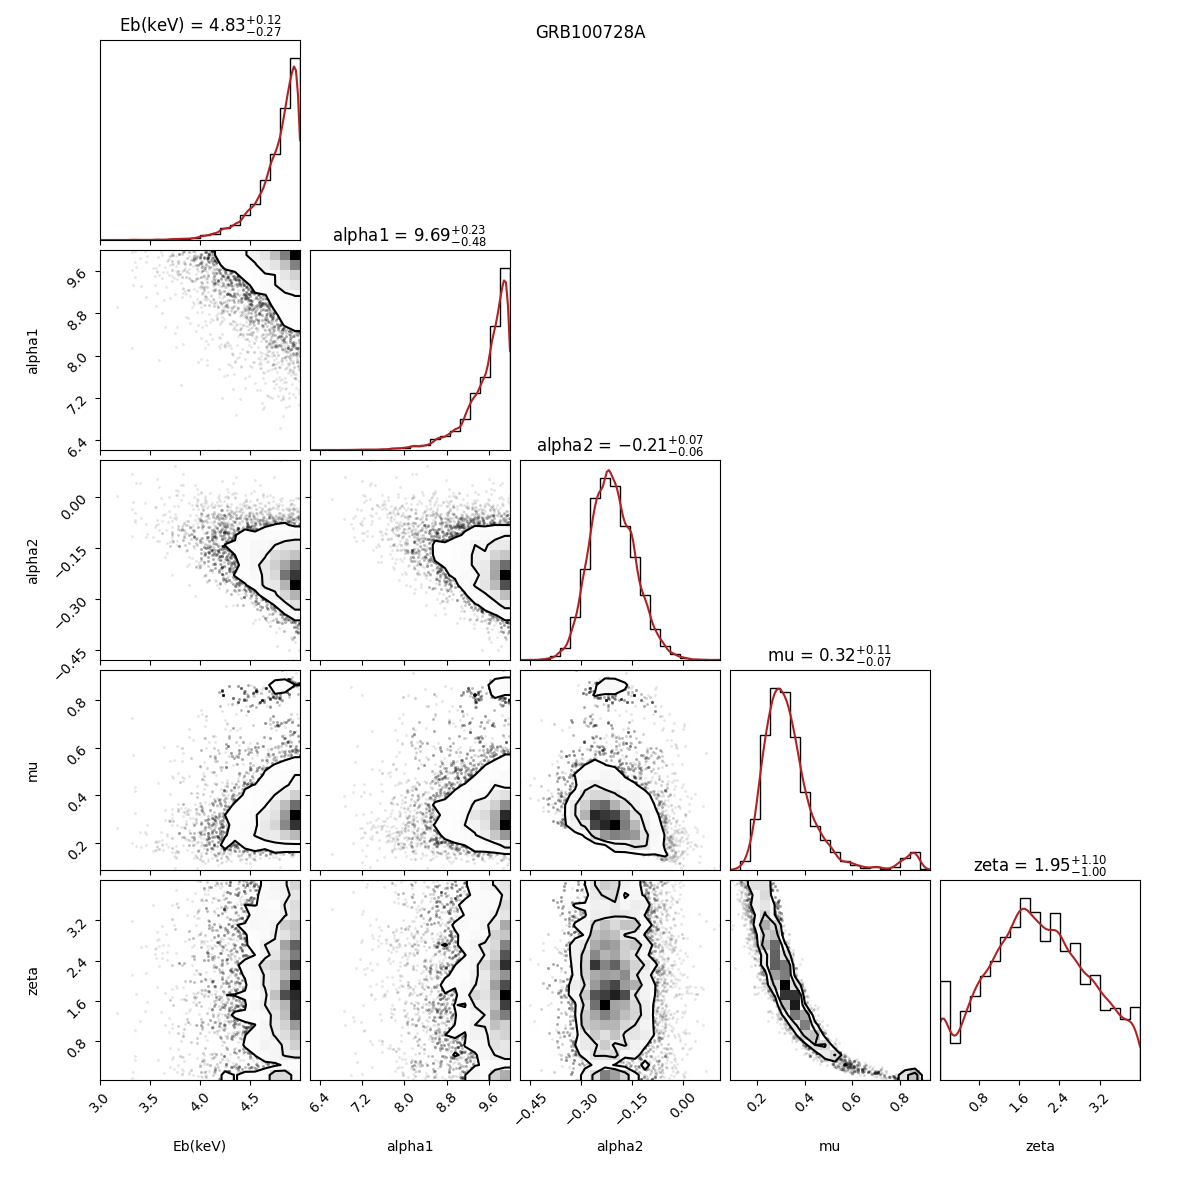 GRB100728A
Eb(keV) = 4.83+0.12−0.27
alpha1 = 9.69+0.23−0.48
9.6
8.8
8.0
7.2
6.4
alpha1
alpha2 = −0.21+0.07−0.06
0.00
−0.15
−0.30
−0.45
alpha2
mu = 0.32+0.11−0.07
0.8
0.6
0.4
0.2
mu
zeta = 1.95+1.10−1.00
3.2
2.4
1.6
0.8
zeta
3.0 3.5 4.0 4.5 6.4 7.2 8.0 8.8 9.6 −0.45 −0.30 −0.15 0.00 0.2 0.4 0.6 0.8 0.8 1.6 2.4 3.2
Eb(keV) alpha1 alpha2 mu zeta